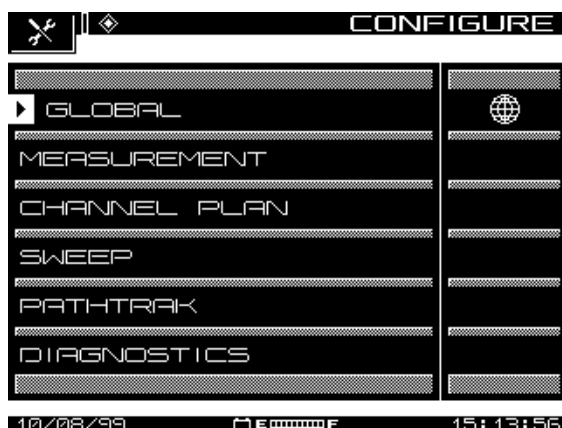 CONFIGURE
GLOBAL
MEASUREMENT
CHANNEL PLAN
SWEEP
PATHTRAK
DIAGNOSTICS
10/08/99 E F 15:13:56